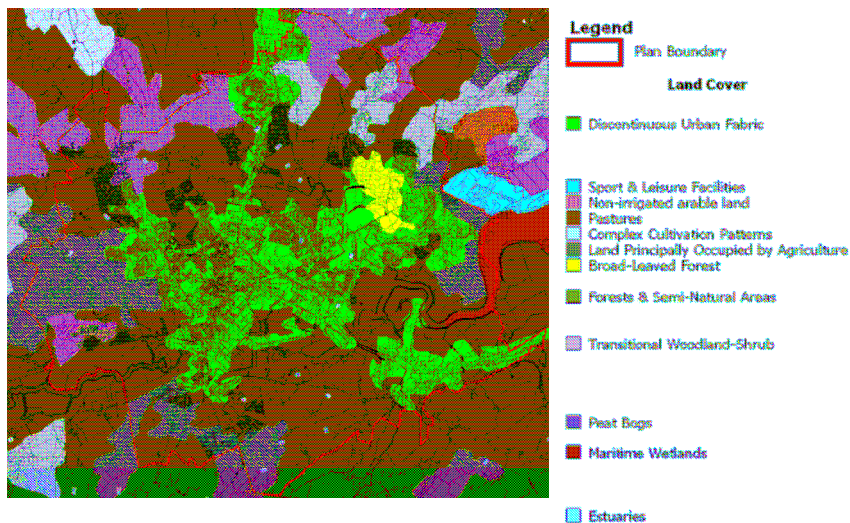 Legend
Plan Boundary
Land Cover
Discontinuous Urban Fabric
Sport & Leisure Facilities
Non-irrigated arable land
Pastures
Complex Cultivation Patterns
Land Principally Occupied by Agriculture
Broad-Leaved Forest
Forests & Semi-Natural Areas
Transitional Woodland-Shrub
Peat Bogs
Maritime Wetlands
Estuaries